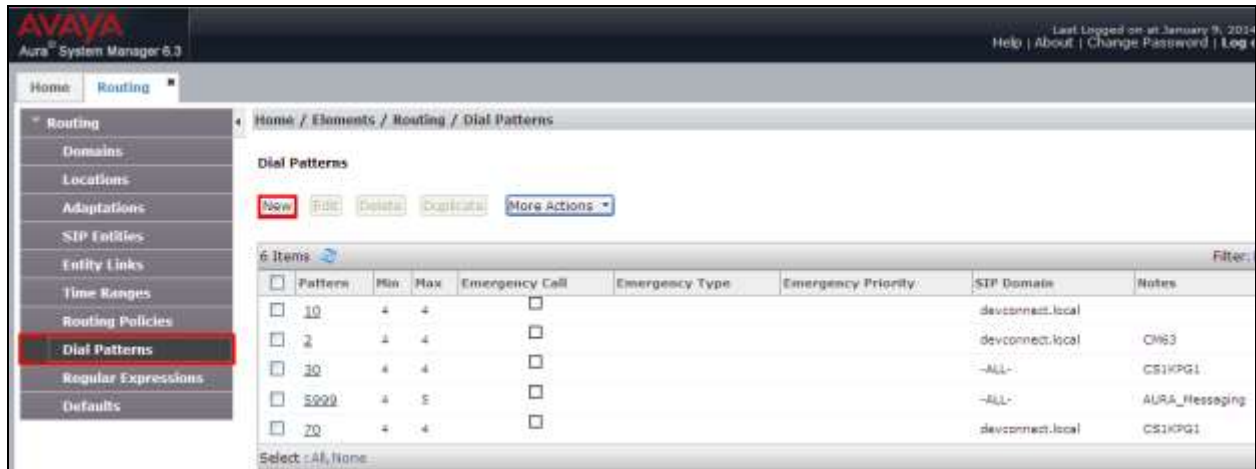 AVAYA
Aura® System Manager 6.3
Last Logged on at January 9, 2014
Help | About | Change Password | Log
Home Routing
Routing
Domains
Locations
Adaptations
SIP Entities
Entity Links
Time Ranges
Routing Policies
Dial Patterns
Regular Expressions
Defaults
Home / Elements / Routing / Dial Patterns
Dial Patterns
New Edit Delete Duplicate More Actions
6 Items Filter:
Pattern Min Max Emergency Call Emergency Type Emergency Priority SIP Domain Notes
10 4 4 devconnect.local
2 4 4 devconnect.local CM63
30 4 4 -ALL- CS1KPG1
5999 4 5 -ALL- AURA_Messaging
70 4 4 devconnect.local CS1KPG1
Select : All, None